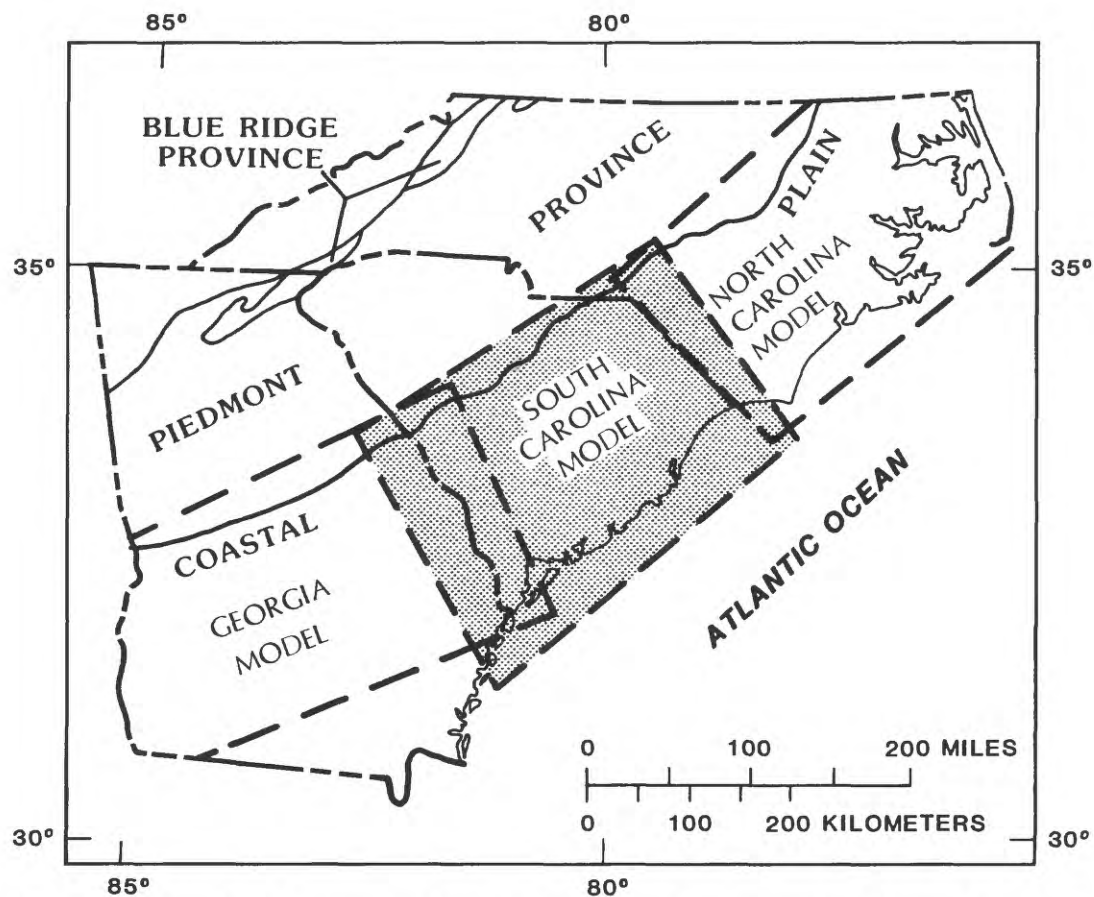 85°
80°
BLUE RIDGE
PROVINCE
PROVINCE
PLAIN
35°
35°
NORTH
CAROLINA
MODEL
PIEDMONT
SOUTH
CAROLINA
MODEL
COASTAL
GEORGIA
MODEL
ATLANTIC OCEAN
0 100 200 MILES
0 100 200 KILOMETERS
30°
30°
85°
80°